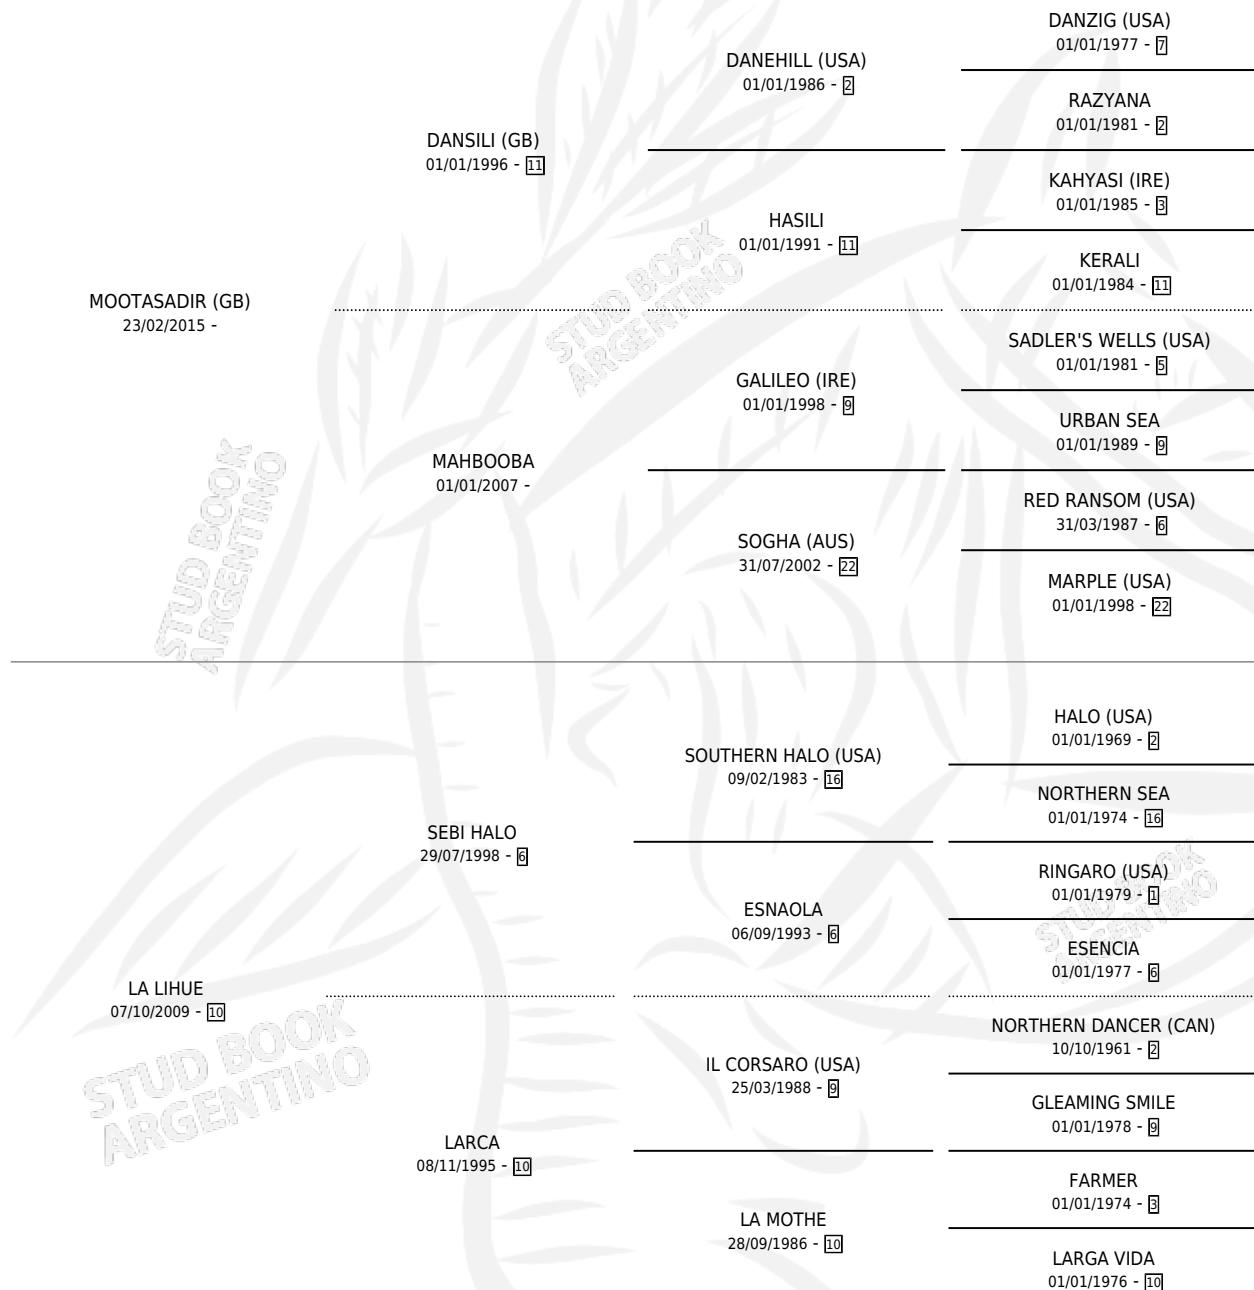 DANZIG (USA)
01/01/1977 - 7
DANEHILL (USA)
01/01/1986 - 2
RAZYANA
01/01/1981 - 2
DANSILI (GB)
01/01/1996 - 11
KAHYASI (IRE)
01/01/1985 - 3
HASILI
01/01/1991 - 11
KERALI
01/01/1984 - 11
MOOTASADIR (GB)
23/02/2015 -
SADLER'S WELLS (USA)
01/01/1981 - 5
GALILEO (IRE)
01/01/1998 - 9
URBAN SEA
01/01/1989 - 9
MAHBOOBA
01/01/2007 -
RED RANSOM (USA)
31/03/1987 - 6
SOGHA (AUS)
31/07/2002 - 22
MARPLE (USA)
01/01/1998 - 22
HALO (USA)
01/01/1969 - 2
SOUTHERN HALO (USA)
09/02/1983 - 16
NORTHERN SEA
01/01/1974 - 16
SEBI HALO
29/07/1998 - 6
RINGARO (USA)
01/01/1979 - 1
ESNAOLA
06/09/1993 - 6
ESENCIA
01/01/1977 - 6
LA LIHUE
07/10/2009 - 10
NORTHERN DANCER (CAN)
10/10/1961 - 2
IL CORSARO (USA)
25/03/1988 - 9
GLEAMING SMILE
01/01/1978 - 9
LARCA
08/11/1995 - 10
FARMER
01/01/1974 - 3
LA MOTHE
28/09/1986 - 10
LARGA VIDA
01/01/1976 - 10
STUD BOOK
ARGENTINO
STUD BOOK
ARGENTINO
STUD BOOK
ARGENTINO
STUD BOOK
ARGENTINO